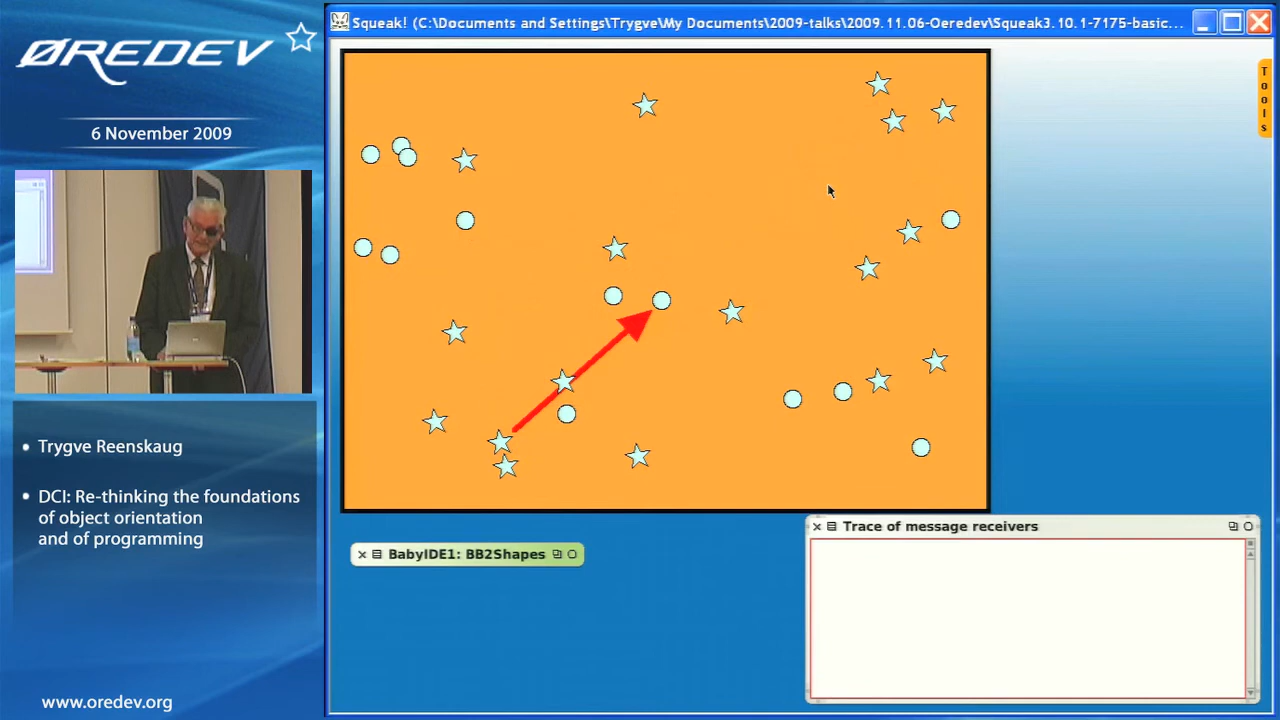 ØREDEV
6 November 2009
Trygve Reenskaug
DCI: Re-thinking the foundations
of object orientation
and of programming
www.oredev.org
Squeak! (C:\Documents and Settings\Trygve\My Documents\2009-talks\2009.11.06-Oeredev\Squeak3.10.1-7175-basic...
Tools
BabyIDE1: BB2Shapes
Trace of message receivers